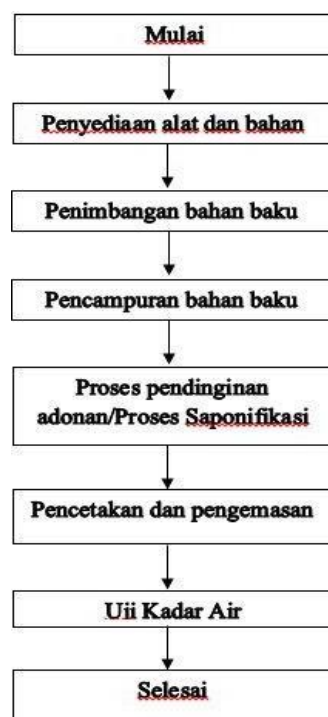 Mulai
Penyediaan alat dan bahan
Penimbangan bahan baku
Pencampuran bahan baku
Proses pendinginan
adonan/Proses Saponifikasi
Pencetakan dan pengemasan
Uji Kadar Air
Selesai